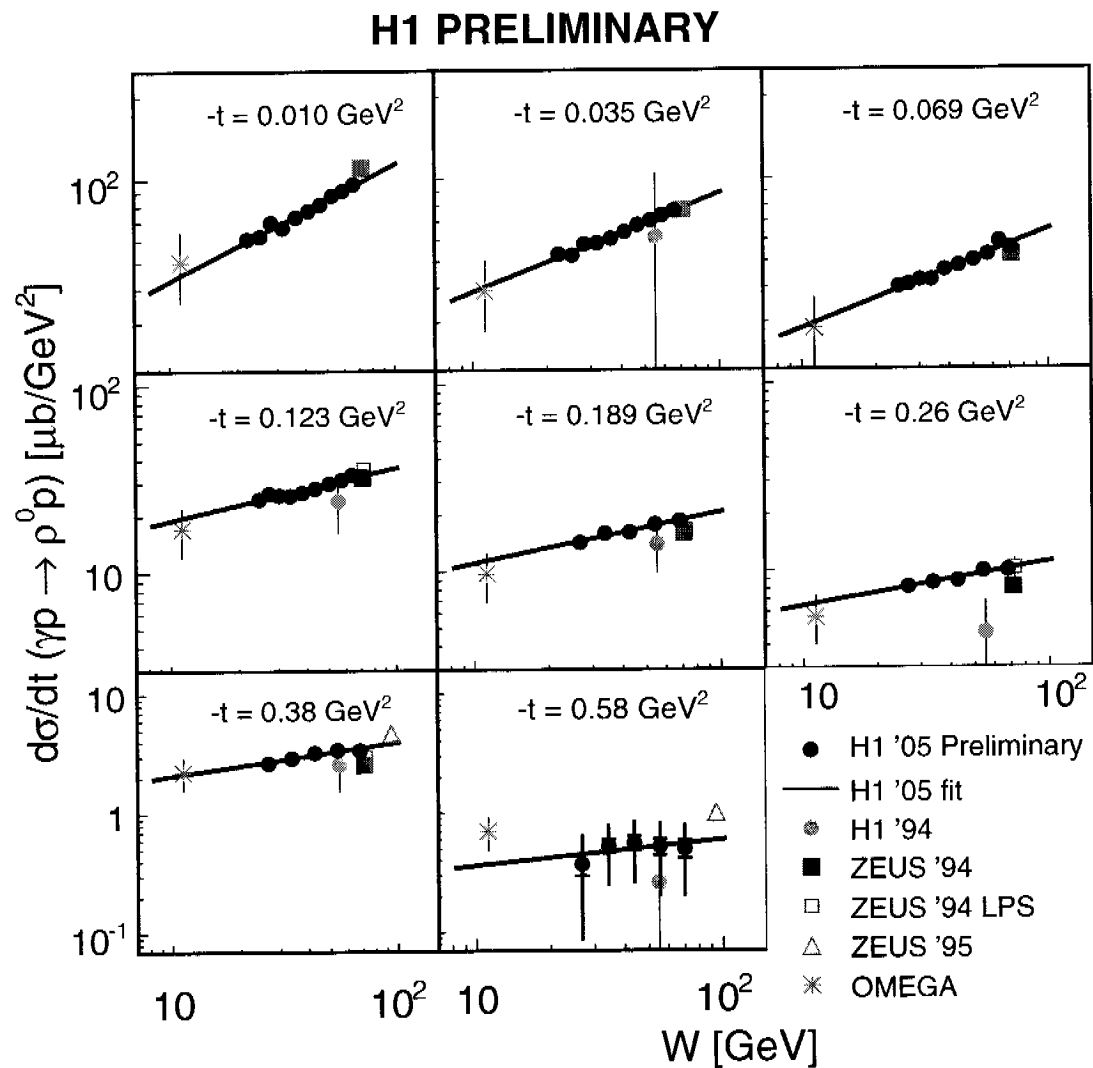 H1 PRELIMINARY
-t = 0.010 GeV²
-t = 0.035 GeV²
-t = 0.069 GeV²
10²
-t = 0.123 GeV²
-t = 0.189 GeV²
-t = 0.26 GeV²
10²
10
-t = 0.38 GeV²
-t = 0.58 GeV²
10
1
10⁻¹
dσ/dt (γp → ρ⁰p) [μb/GeV²]
10
10²
10
10²
10
10²
W [GeV]
H1 '05 Preliminary
H1 '05 fit
H1 '94
ZEUS '94
ZEUS '94 LPS
ZEUS '95
OMEGA